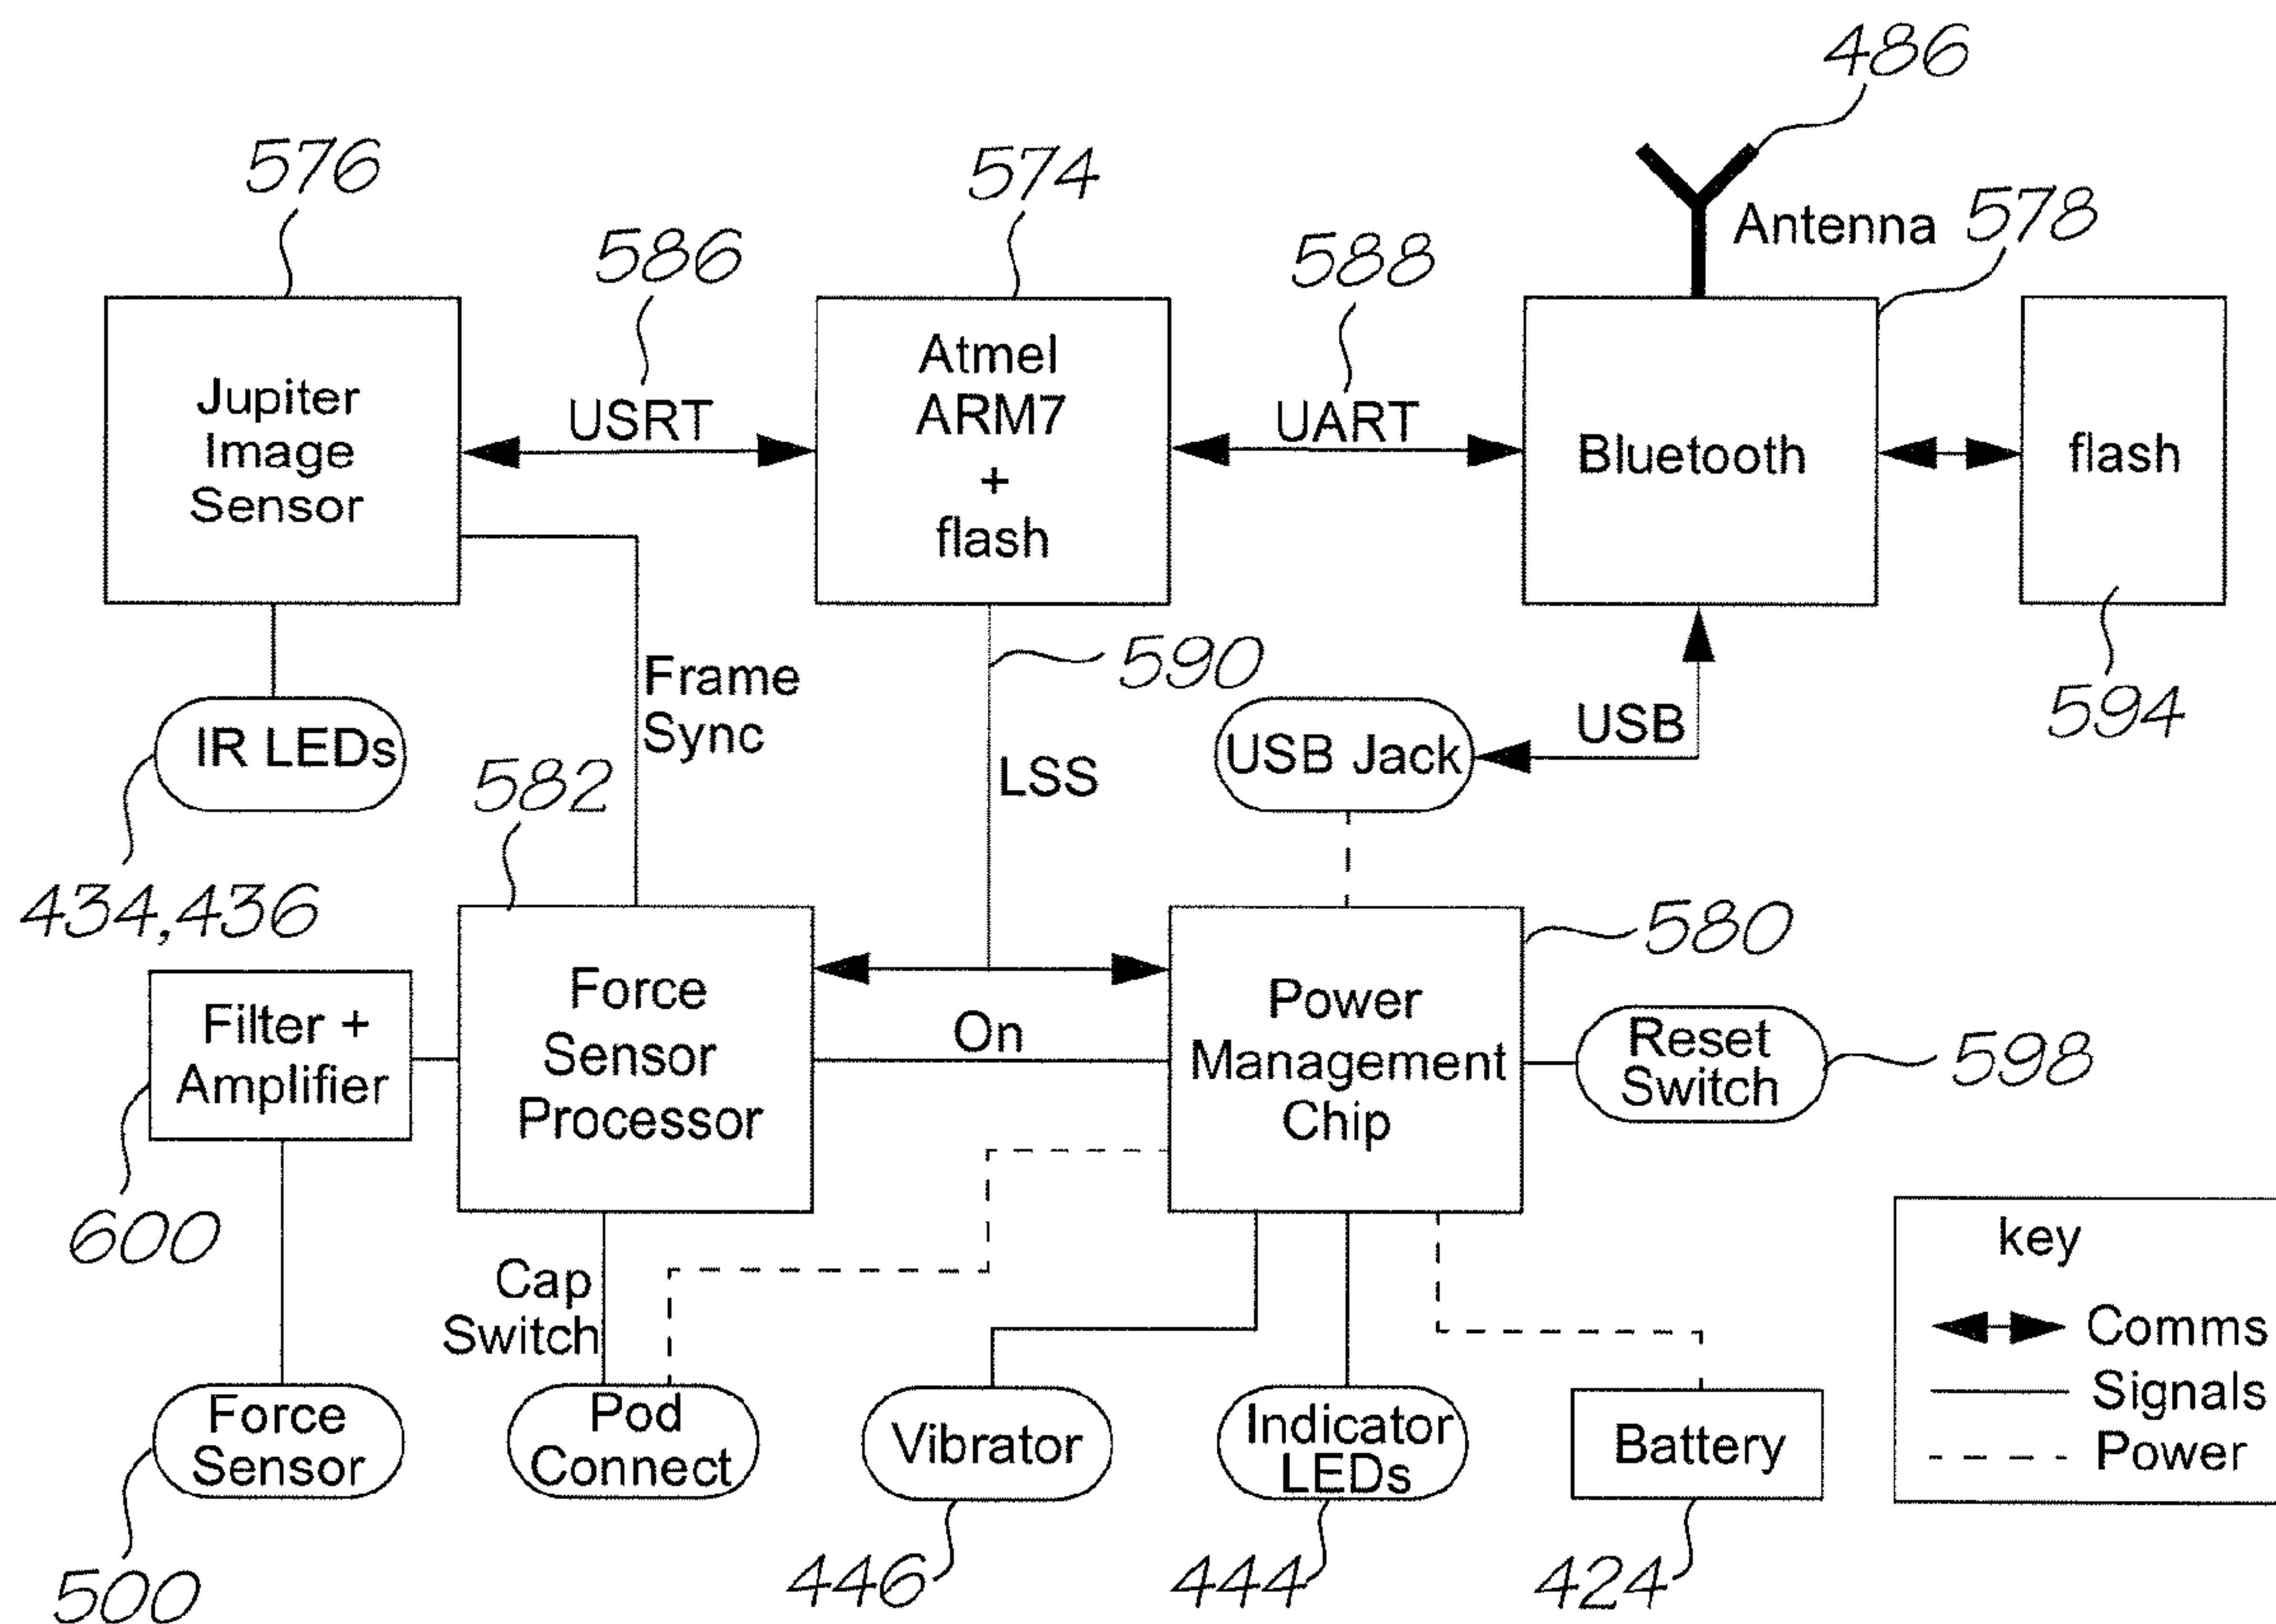 486
576
574
Antenna
578
586
588
Jupiter
Image
Sensor
USRT
Atmel
ARM7
+
flash
UART
Bluetooth
flash
594
590
Frame
Sync
IR LEDs
434,436
582
LSS
USB Jack
USB
580
Filter +
Amplifier
600
Force
Sensor
Processor
On
Power
Management
Chip
Reset
Switch
598
Cap
Switch
Force
Sensor
500
Pod
Connect
Vibrator
446
Indicator
LEDs
444
Battery
424
key
Comms
Signals
Power